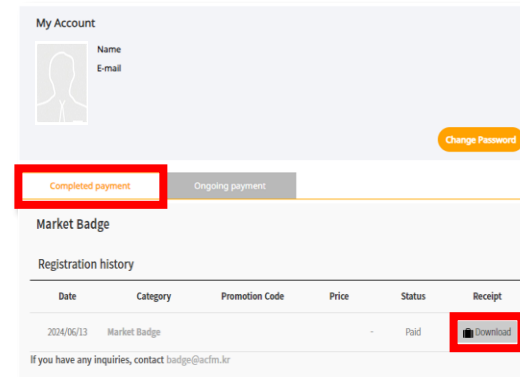 My Account
Name
E-mail
Change Password
Completed payment
Ongoing payment
Market Badge
Registration history
Date Category Promotion Code Price Status Receipt
2024/06/13 Market Badge - Paid Download
If you have any inquiries, contact badge@acfm.kr